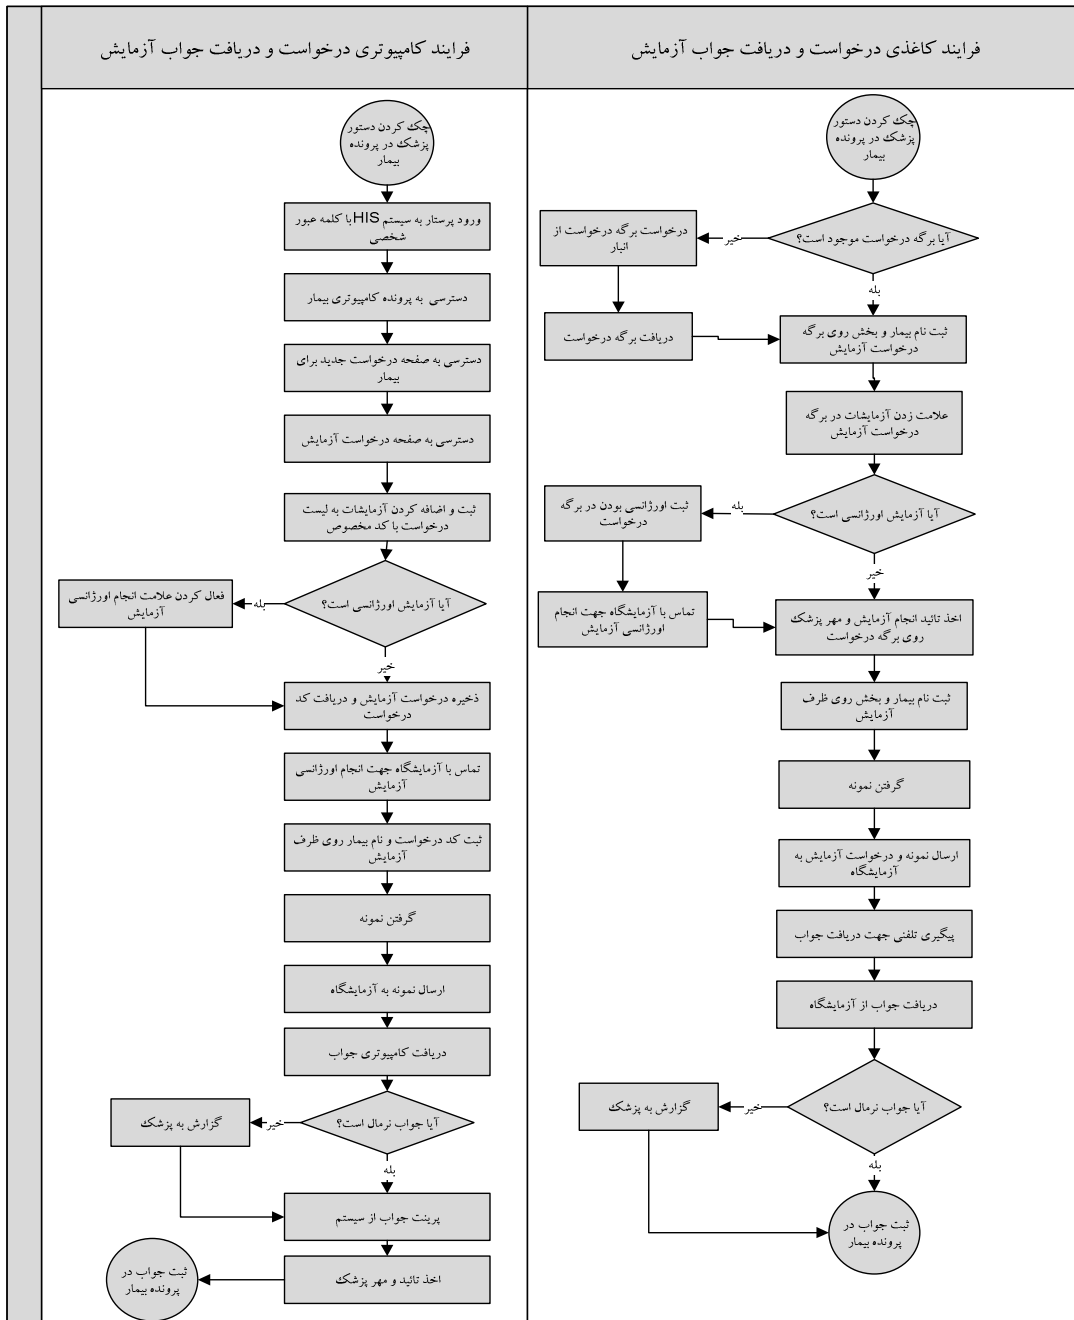 فرایند کاغذی درخواست و دریافت جواب آزمایش
چک کردن دستور
پزشک در پرونده
بیمار
آیا برگه درخواست موجود است؟
خیر
درخواست برگه درخواست از
انبار
دریافت برگه درخواست
بله
ثبت نام بیمار و بخش روی برگه
درخواست آزمایش
علامت زدن آزمایشات در برگه
درخواست آزمایش
آیا آزمایش اورژانسی است؟
بله
ثبت اورژانسی بودن در برگه
درخواست
تماس با آزمایشگاه جهت انجام
اورژانسی آزمایش
خیر
اخذ تائید انجام آزمایش و مهر پزشک
روی برگه درخواست
ثبت نام بیمار و بخش روی ظرف
آزمایش
گرفتن نمونه
ارسال نمونه و درخواست آزمایش به
آزمایشگاه
پیگیری تلفنی جهت دریافت جواب
دریافت جواب از آزمایشگاه
آیا جواب نرمال است؟
خیر
گزارش به پزشک
بله
ثبت جواب در
پرونده بیمار
فرایند کامپیوتری درخواست و دریافت جواب آزمایش
چک کردن دستور
پزشک در پرونده
بیمار
ورود پرستار به سیستم HIS با کلمه عبور
شخصی
دسترسی به پرونده کامپیوتری بیمار
دسترسی به صفحه درخواست جدید برای
بیمار
دسترسی به صفحه درخواست آزمایش
ثبت و اضافه کردن آزمایشات به لیست
درخواست با کد مخصوص
آیا آزمایش اورژانسی است؟
بله
فعال کردن علامت انجام اورژانسی
آزمایش
خیر
ذخیره درخواست آزمایش و دریافت کد
درخواست
تماس با آزمایشگاه جهت انجام اورژانسی
آزمایش
ثبت کد درخواست و نام بیمار روی ظرف
آزمایش
گرفتن نمونه
ارسال نمونه به آزمایشگاه
دریافت کامپیوتری جواب
آیا جواب نرمال است؟
خیر
گزارش به پزشک
بله
پرینت جواب از سیستم
اخذ تائید و مهر پزشک
ثبت جواب در
پرونده بیمار